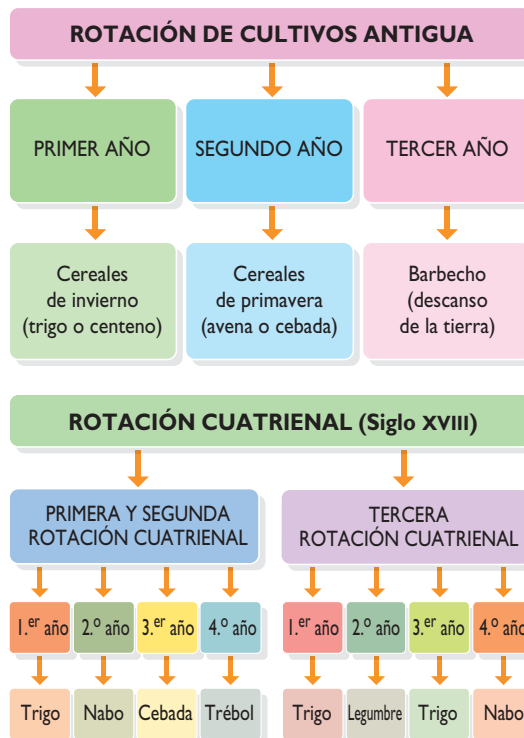 ROTACIÓN DE CULTIVOS ANTIGUA
PRIMER AÑO
SEGUNDO AÑO
TERCER AÑO
Cereales
de invierno
(trigo o centeno)
Cereales
de primavera
(avena o cebada)
Barbecho
(descanso
de la tierra)
ROTACIÓN CUATRIENAL (Siglo XVIII)
PRIMERA Y SEGUNDA
ROTACIÓN CUATRIENAL
TERCERA
ROTACIÓN CUATRIENAL
1.er año
2.º año
3.er año
4.º año
1.er año
2.º año
3.er año
4.º año
Trigo
Nabo
Cebada
Trébol
Trigo
Legumbre
Trigo
Nabo